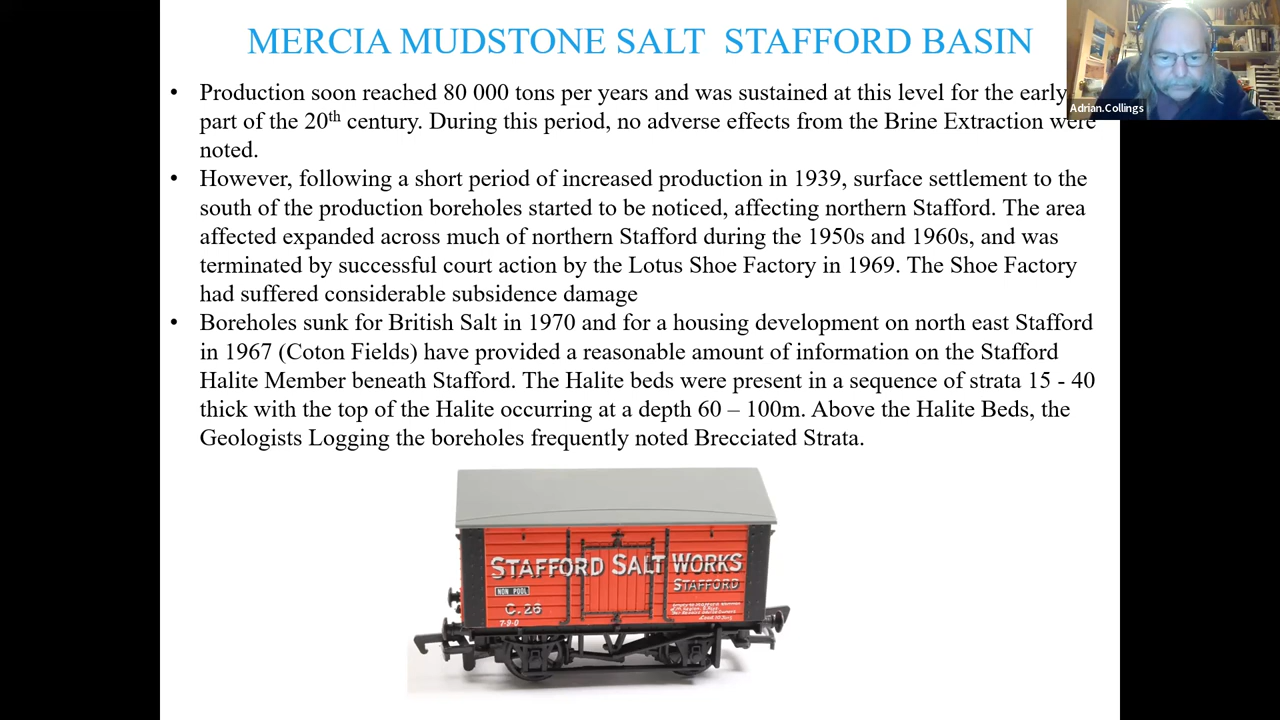 MERCIA MUDSTONE SALT STAFFORD BASIN
Adrian.Collings
• Production soon reached 80 000 tons per years and was sustained at this level for the early
part of the 20th century. During this period, no adverse effects from the Brine Extraction were
noted.
• However, following a short period of increased production in 1939, surface settlement to the
south of the production boreholes started to be noticed, affecting northern Stafford. The area
affected expanded across much of northern Stafford during the 1950s and 1960s, and was
terminated by successful court action by the Lotus Shoe Factory in 1969. The Shoe Factory
had suffered considerable subsidence damage
• Boreholes sunk for British Salt in 1970 and for a housing development on north east Stafford
in 1967 (Coton Fields) have provided a reasonable amount of information on the Stafford
Halite Member beneath Stafford. The Halite beds were present in a sequence of strata 15 - 40
thick with the top of the Halite occurring at a depth 60 – 100m. Above the Halite Beds, the
Geologists Logging the boreholes frequently noted Brecciated Strata.
STAFFORD SALT WORKS
STAFFORD
NON POOL
C.26
7-9-0